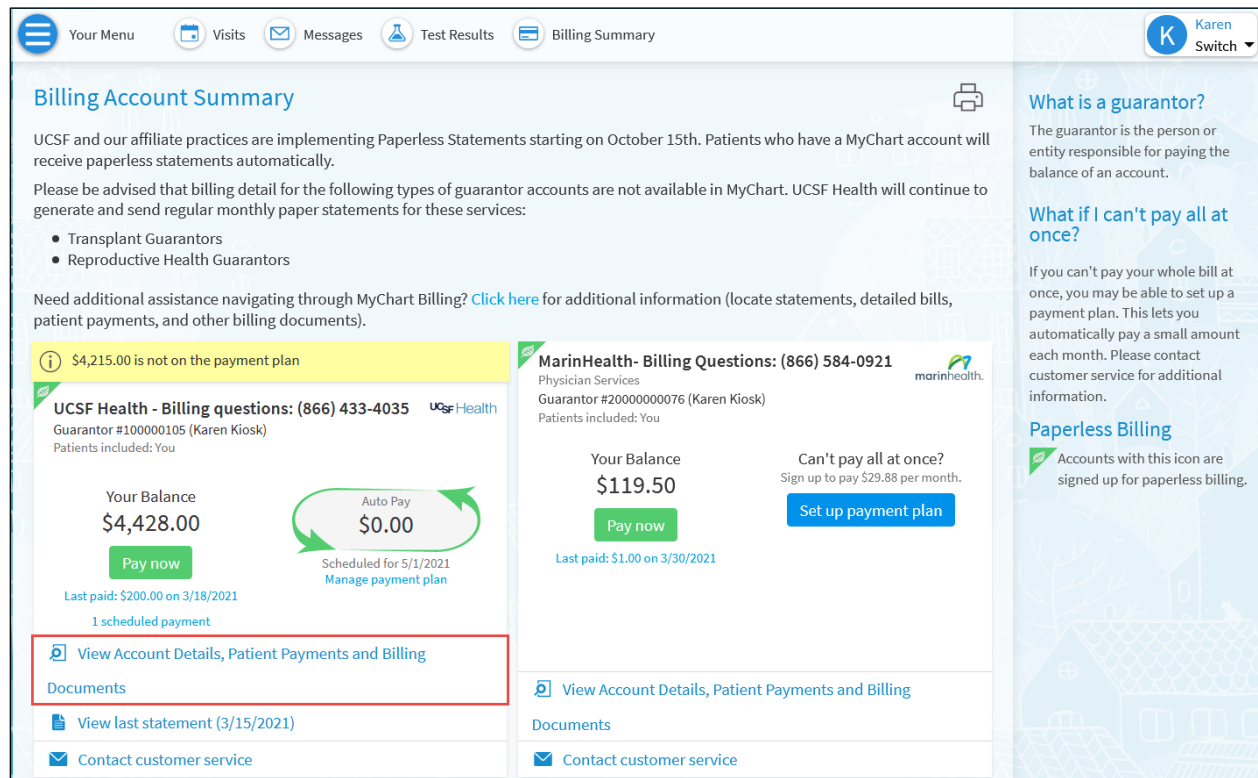 Your Menu
Visits
Messages
Test Results
Billing Summary
K
Karen
Switch
Billing Account Summary
UCSF and our affiliate practices are implementing Paperless Statements starting on October 15th. Patients who have a MyChart account will
receive paperless statements automatically.
Please be advised that billing detail for the following types of guarantor accounts are not available in MyChart. UCSF Health will continue to
generate and send regular monthly paper statements for these services:
• Transplant Guarantors
• Reproductive Health Guarantors
Need additional assistance navigating through MyChart Billing? Click here for additional information (locate statements, detailed bills,
patient payments, and other billing documents).
$4,215.00 is not on the payment plan
UCSF Health - Billing questions: (866) 433-4035
UCSF Health
Guarantor #100000105 (Karen Kiosk)
Patients included: You
Your Balance
$4,428.00
Pay now
Last paid: $200.00 on 3/18/2021
1 scheduled payment
Auto Pay
$0.00
Scheduled for 5/1/2021
Manage payment plan
View Account Details, Patient Payments and Billing
Documents
View last statement (3/15/2021)
Contact customer service
MarinHealth- Billing Questions: (866) 584-0921
marinhealth.
Physician Services
Guarantor #20000000076 (Karen Kiosk)
Patients included: You
Your Balance
$119.50
Pay now
Last paid: $1.00 on 3/30/2021
Can't pay all at once?
Sign up to pay $29.88 per month.
Set up payment plan
View Account Details, Patient Payments and Billing
Documents
Contact customer service
What is a guarantor?
The guarantor is the person or
entity responsible for paying the
balance of an account.
What if I can't pay all at
once?
If you can't pay your whole bill at
once, you may be able to set up a
payment plan. This lets you
automatically pay a small amount
each month. Please contact
customer service for additional
information.
Paperless Billing
Accounts with this icon are
signed up for paperless billing.